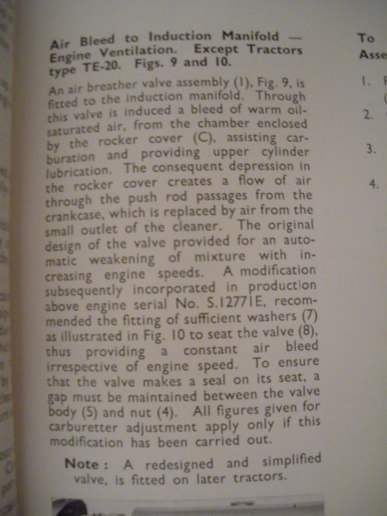 Air Bleed to Induction Manifold —
Engine Ventilation. Except Tractors
type TE-20. Figs. 9 and 10.
An air breather valve assembly (1), Fig. 9, is
fitted to the induction manifold. Through
this valve is induced a bleed of warm oil-
saturated air, from the chamber enclosed
by the rocker cover (C), assisting car-
buration and providing upper cylinder
lubrication. The consequent depression in
the rocker cover creates a flow of air
through the push rod passages from the
crankcase, which is replaced by air from the
small outlet of the cleaner. The original
design of the valve provided for an auto-
matic weakening of mixture with in-
creasing engine speeds. A modification
subsequently incorporated in production
above engine serial No. S.12771E, recom-
mended the fitting of sufficient washers (7)
as illustrated in Fig. 10 to seat the valve (8),
thus providing a constant air bleed
irrespective of engine speed. To ensure
that the valve makes a seal on its seat, a
gap must be maintained between the valve
body (5) and nut (4). All figures given for
carburetter adjustment apply only if this
modification has been carried out.
Note : A redesigned and simplified
valve, is fitted on later tractors.
To
Asse
1.
2.
3.
4.